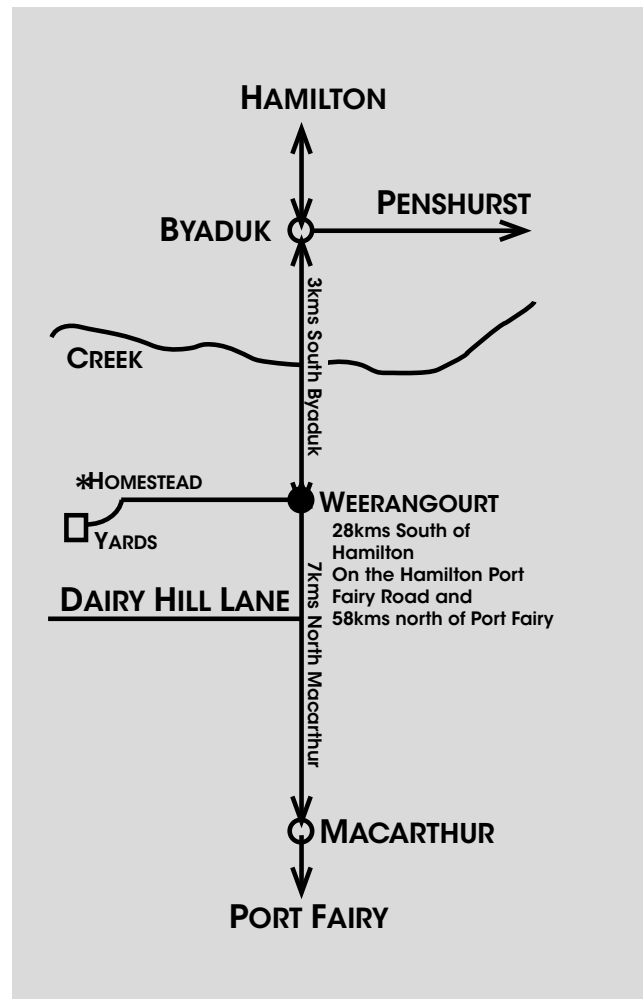 HAMILTON
PENSHURST
BYADUK
3kms South Byaduk
CREEK
*HOMESTEAD
WEERANGOURT
YARDS
28kms South of
Hamilton
On the Hamilton Port
Fairy Road and
58kms north of Port Fairy
DAIRY HILL LANE
7kms North Macarthur
MACARTHUR
PORT FAIRY